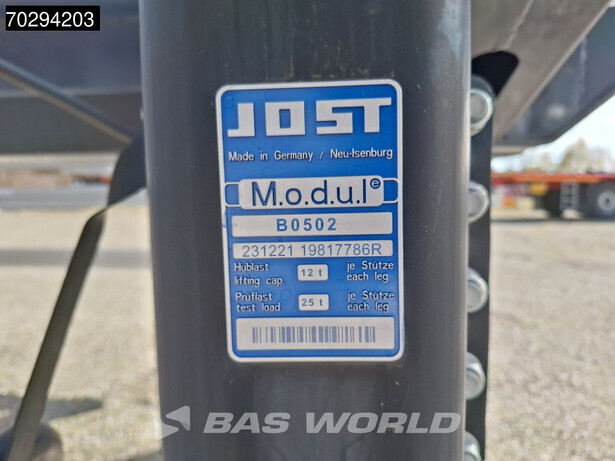 70294203
JOST
Made in Germany / Neu-Isenburg
M.o.d.u.l e
B0502
231221 19817786R
Hublast 12 t je Stütze
lifting cap. each leg
Prüflast 25 t je Stütze
test load each leg
BAS WORLD